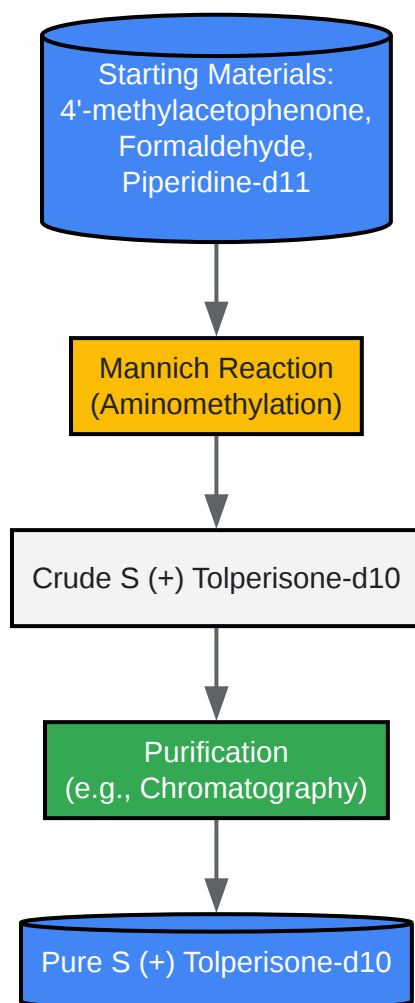 Starting Materials:
4'-methylacetophenone,
Formaldehyde,
Piperidine-d11
Mannich Reaction
(Aminomethylation)
Crude S (+) Tolperisone-d10
Purification
(e.g., Chromatography)
Pure S (+) Tolperisone-d10